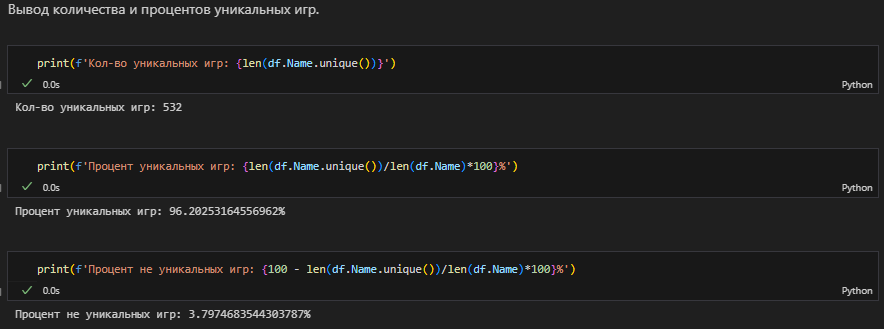 Вывод количества и процентов уникальных игр.
print(f'Кол-во уникальных игр: {len(df.Name.unique())}')
0.0s
Python
Кол-во уникальных игр: 532
print(f'Процент уникальных игр: {len(df.Name.unique())/len(df.Name)*100}%')
0.0s
Python
Процент уникальных игр: 96.20253164556962%
print(f'Процент не уникальных игр: {100 - len(df.Name.unique())/len(df.Name)*100}%')
0.0s
Python
Процент не уникальных игр: 3.7974683544303787%